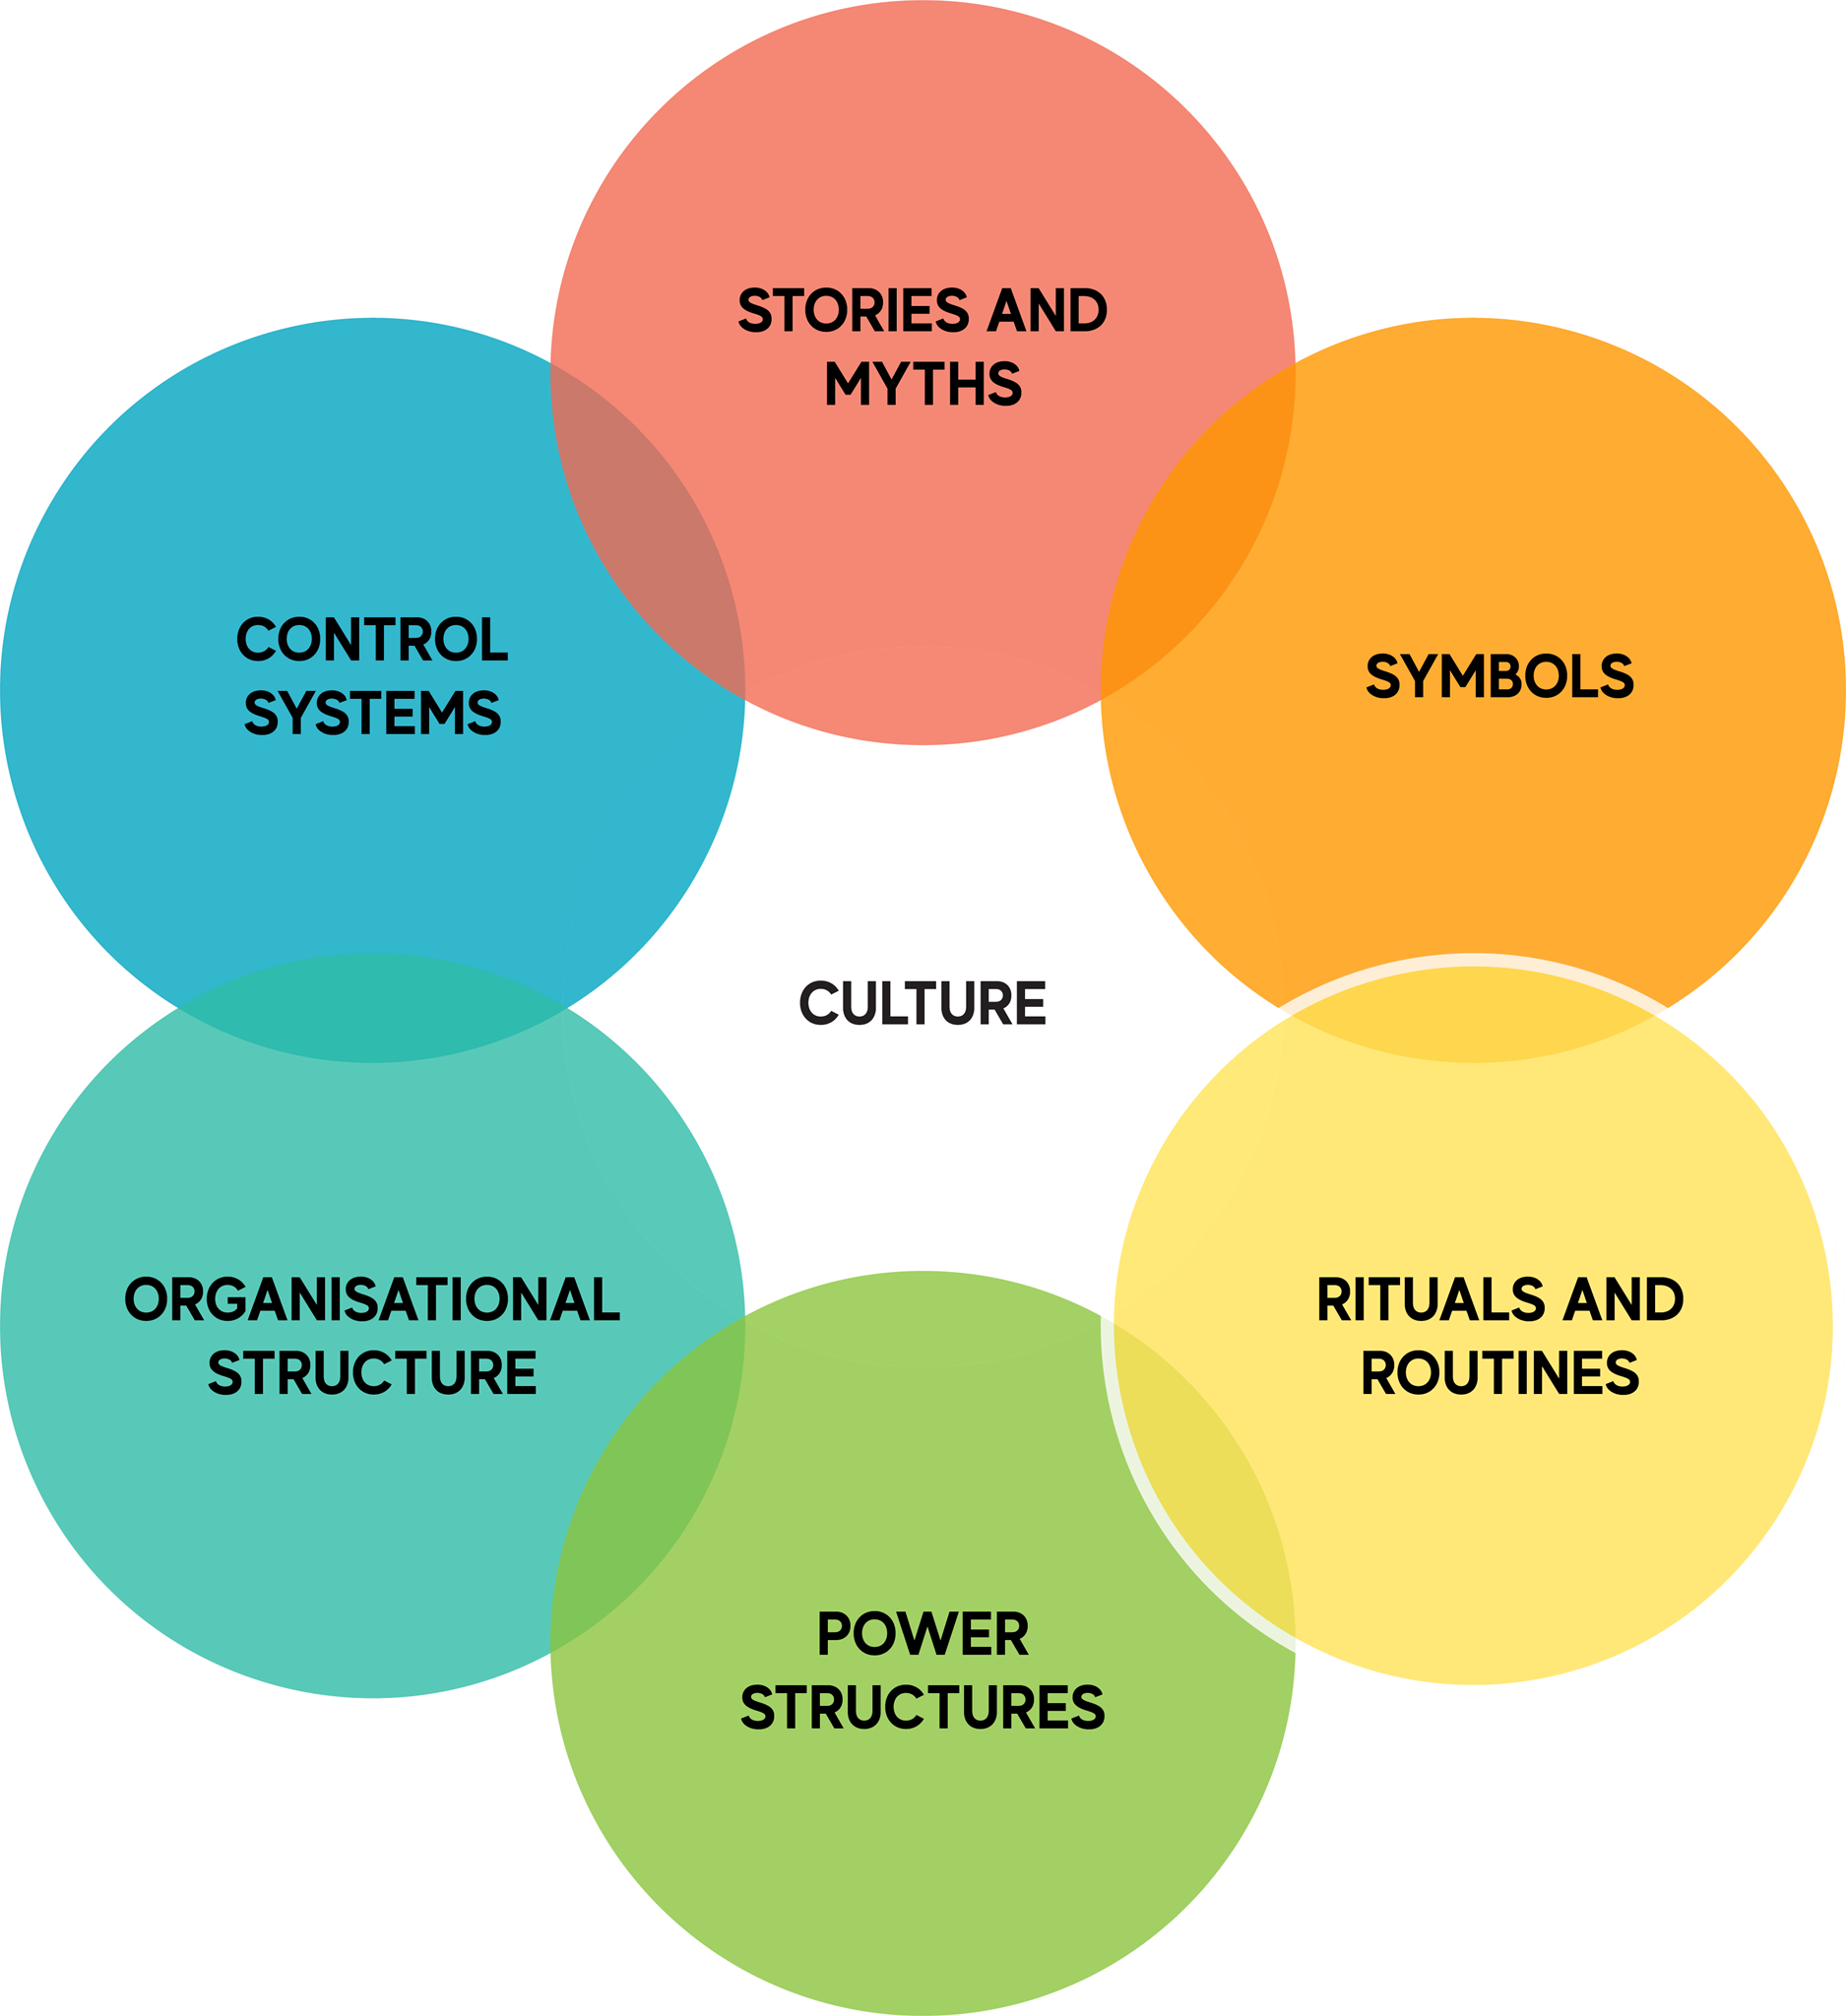 STORIES AND
MYTHS
CONTROL
SYSTEMS
SYMBOLS
CULTURE
ORGANISATIONAL
STRUCTURE
RITUALS AND
ROUTINES
POWER
STRUCTURES